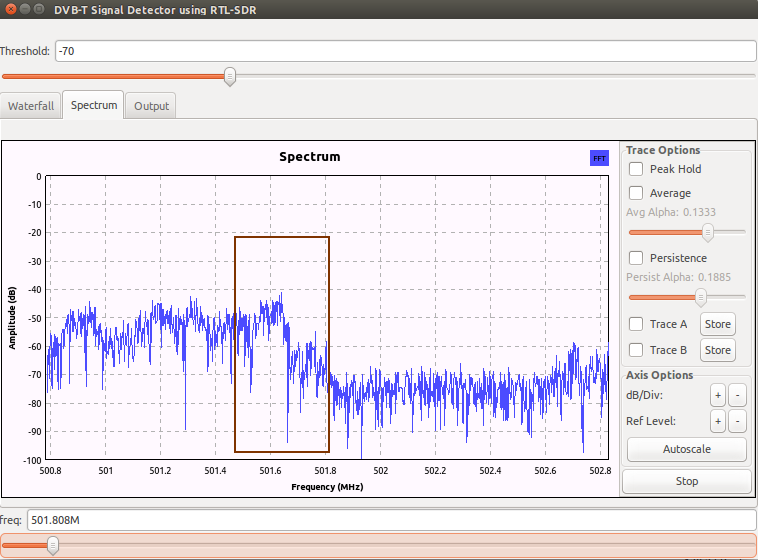 DVB-T Signal Detector using RTL-SDR
Threshold: -70
Waterfall Spectrum Output
Spectrum
FFT
Trace Options
Peak Hold
Average
Avg Alpha: 0.1333
Persistence
Persist Alpha: 0.1885
Trace A Store
Trace B Store
Axis Options
dB/Div: + -
Ref Level: + -
Autoscale
Stop
Amplitude (dB)
0
-10
-20
-30
-40
-50
-60
-70
-80
-90
-100
500.8 501 501.2 501.4 501.6 501.8 502 502.2 502.4 502.6 502.8
Frequency (MHz)
freq: 501.808M